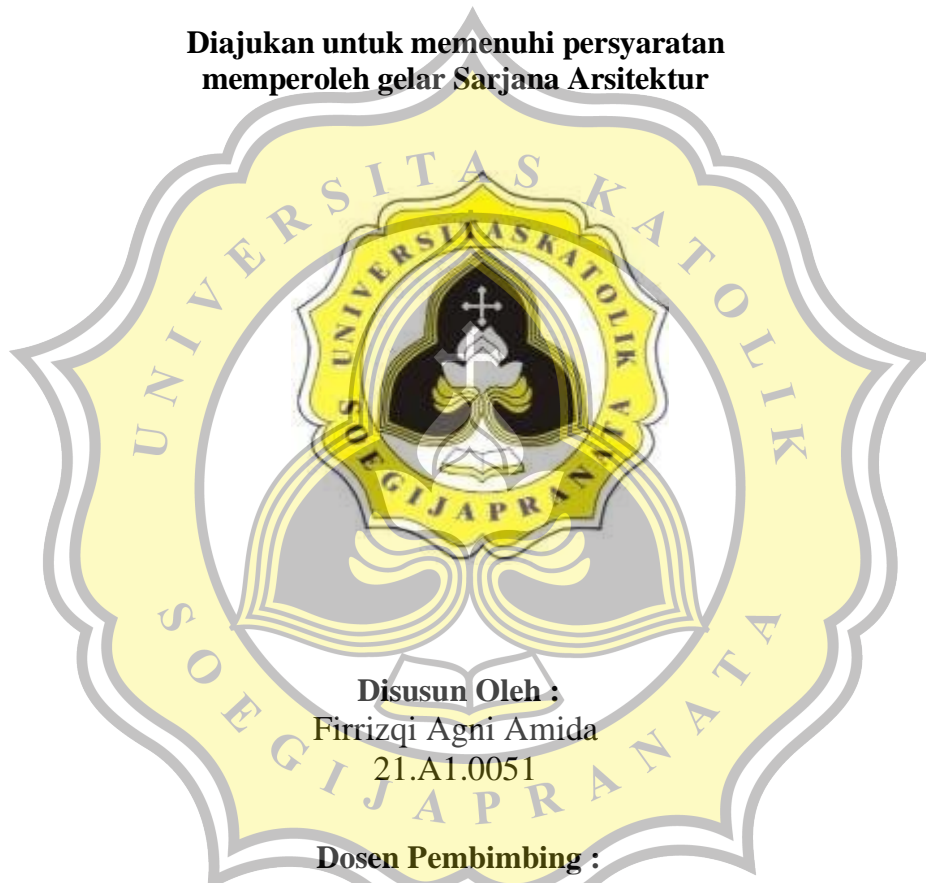 Diajukan untuk memenuhi persyaratan
memperoleh gelar Sarjana Arsitektur
UNIVERSITAS KATOLIK
SOEGIJAPRANATA
UNIVERSITAS KATOLIK
SOEGIJAPRANATA
Disusun Oleh :
Firrizqi Agni Amida
21.A1.0051
Dosen Pembimbing :